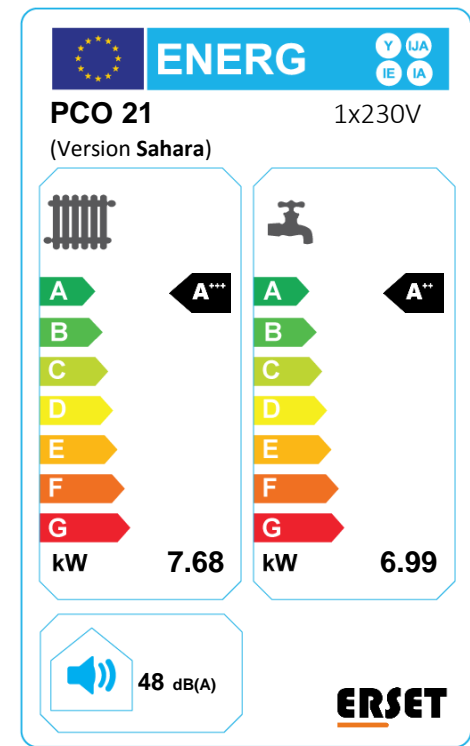 ENERG Y IJA
IE IA
PCO 21 1x230V
(Version Sahara)
A A+++
B
C
D
E
F
G
kW 7.68
A A++
B
C
D
E
F
G
kW 6.99
48 dB(A)
ERSET